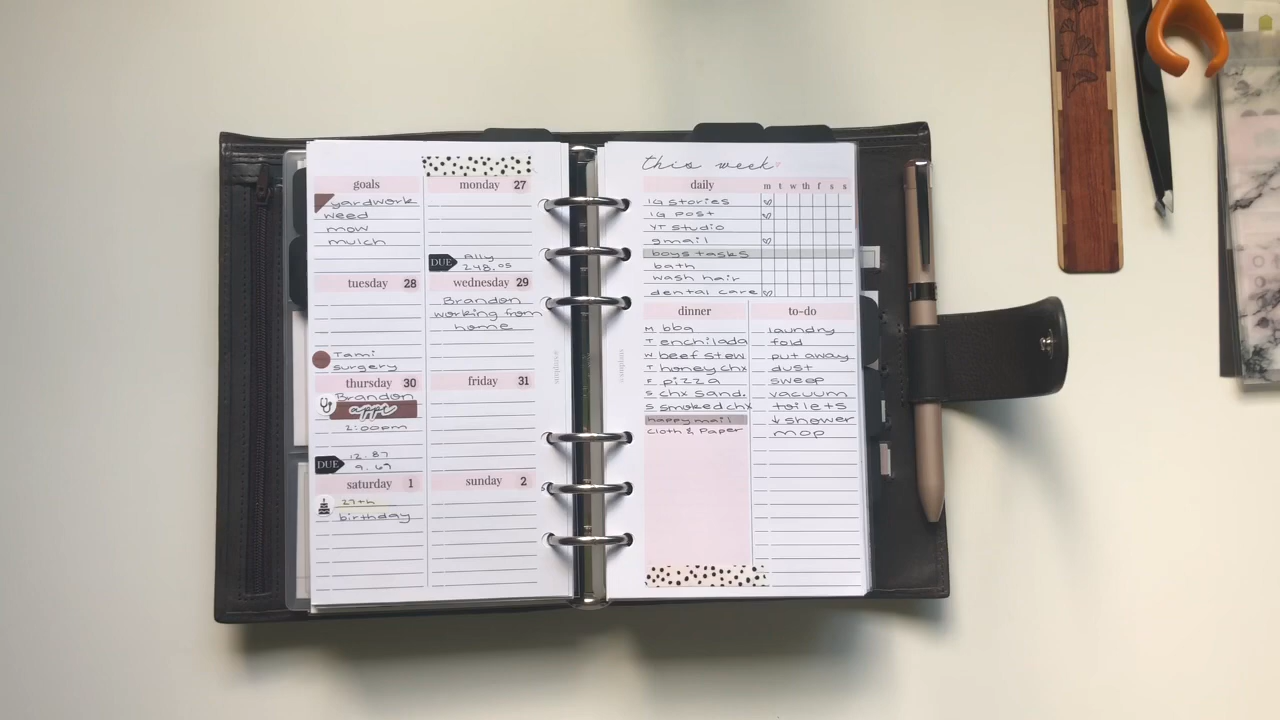 goals
yardwork
weed
mow
mulch
monday 27
DUE
Ally
248.05
tuesday 28
Tami
surgery
wednesday 29
Brandon
working from
home
thursday 30
Brandon
appt
2:00pm
DUE
12.87
9.67
friday 31
saturday 1
27th
birthday
sunday 2
this week
daily m t w th f s s
IG stories
IG post
YT studio
gmail
boys tasks
bath
wash hair
dental care
dinner
M bbq
T enchilada
W beef stew
T honey chx
F pizza
S chx sand.
S smoked chx
happy mail
cloth & Paper
to-do
laundry
fold
put away
dust
sweep
vacuum
toilets
↓ shower
mop